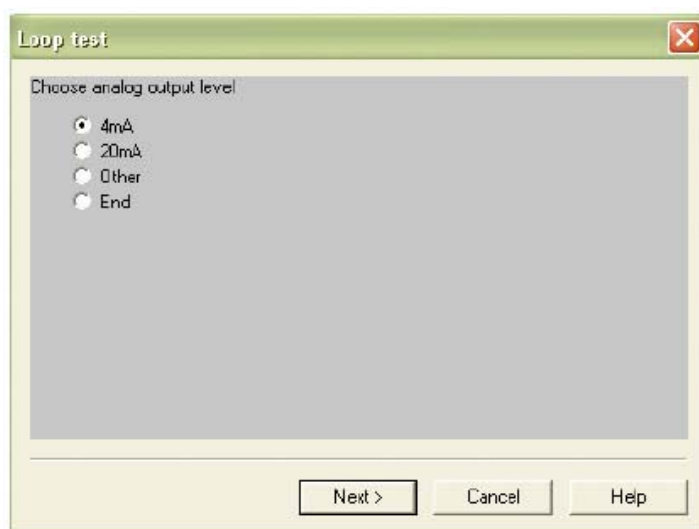 Loop test
Choose analog output level
4mA
20mA
Other
End
Next >
Cancel
Help